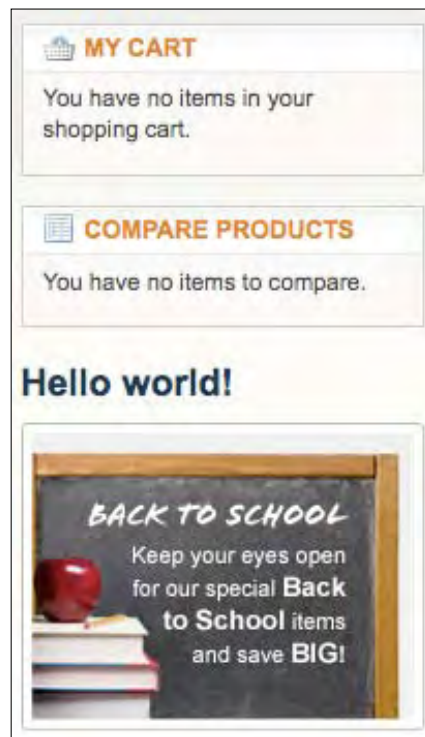 MY CART
You have no items in your
shopping cart.
COMPARE PRODUCTS
You have no items to compare.
Hello world!
BACK TO SCHOOL
Keep your eyes open
for our special Back
to School items
and save BIG!